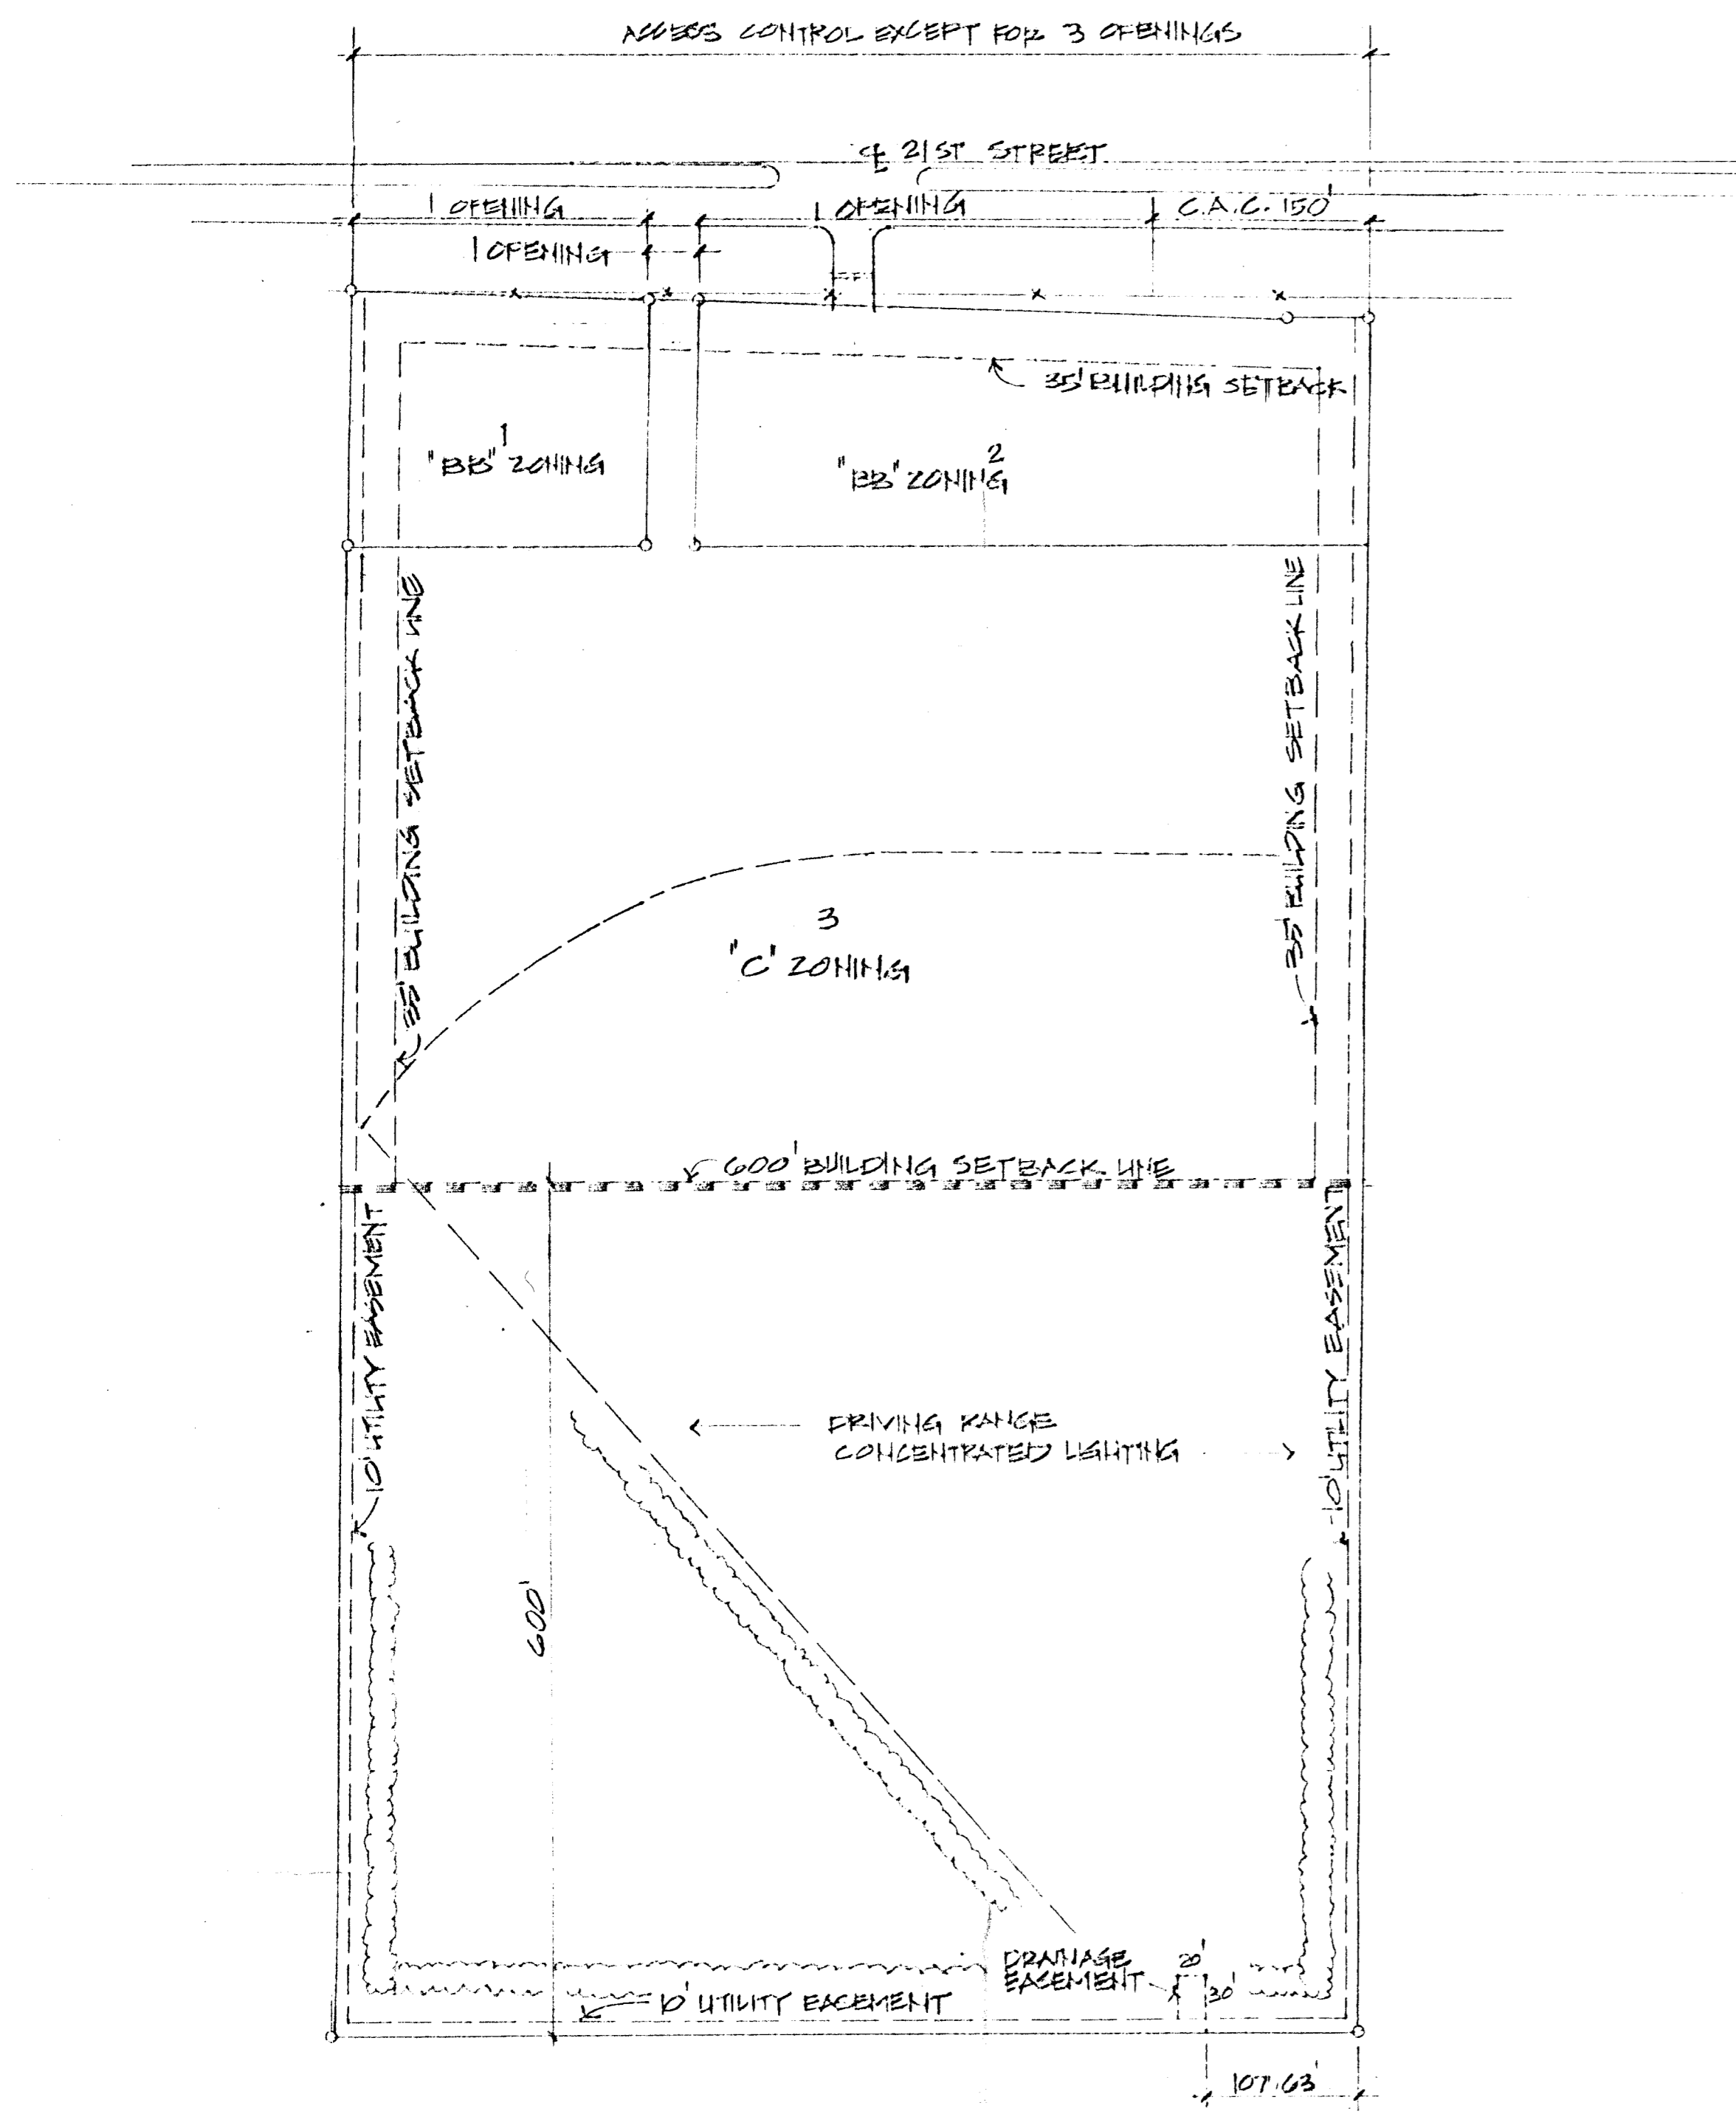 ACCESS CONTROL EXCEPT FOR 3 OPENINGS
℄ 21ST STREET
1 OPENING
1 OPENING
C.A.C. 150'
1 OPENING
35' BUILDING SETBACK
1
"BB" ZONING
2
"BB" ZONING
35' BUILDING SETBACK LINE
35' BUILDING SETBACK LINE
3
"C" ZONING
600' BUILDING SETBACK LINE
10' UTILITY EASEMENT
10' UTILITY EASEMENT
DRIVING RANGE
CONCENTRATED LIGHTING
600'
DRAINAGE
EASEMENT
20'
30'
10' UTILITY EASEMENT
107.63'